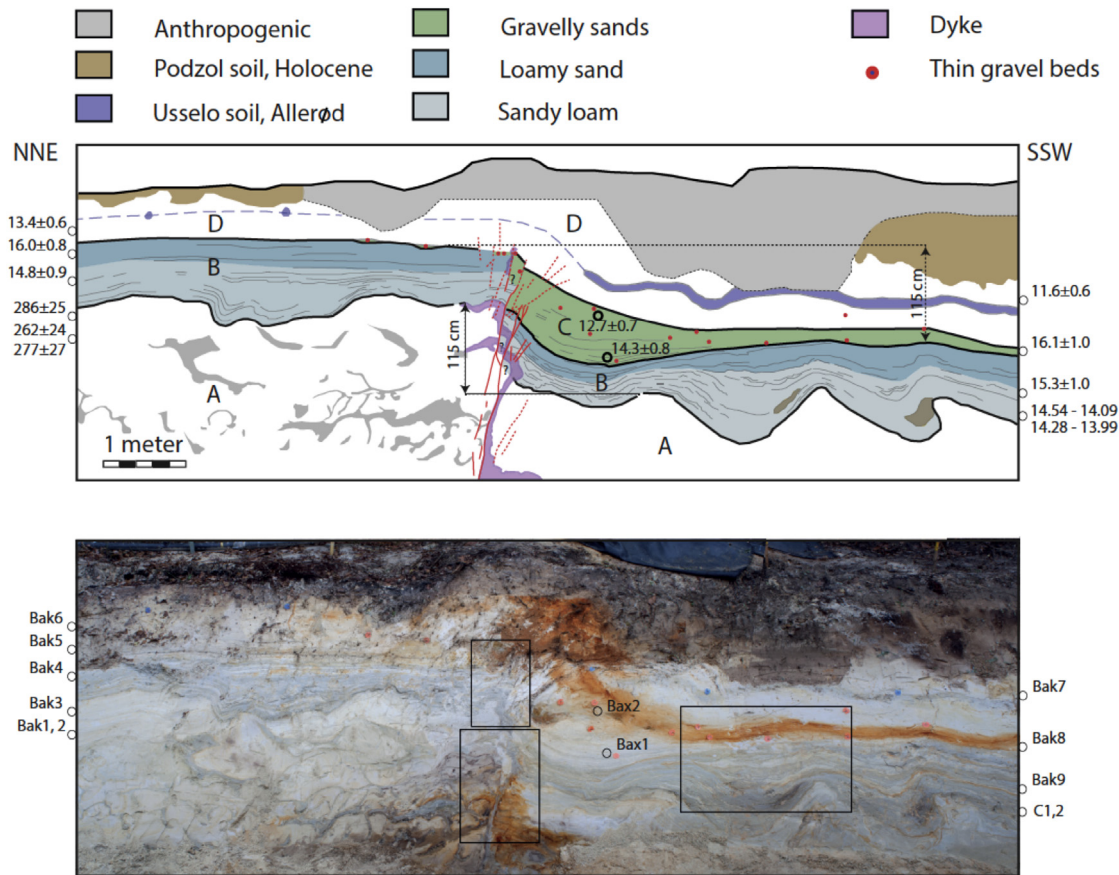 Anthropogenic
Gravelly sands
Dyke
Podzol soil, Holocene
Loamy sand
Thin gravel beds
Usselo soil, Allerød
Sandy loam
NNE
SSW
13.4±0.6
16.0±0.8
14.8±0.9
286±25
262±24
277±27
D
D
B
?
C
12.7±0.7
14.3±0.8
?
?
B
A
A
115 cm
115 cm
1 meter
11.6±0.6
16.1±1.0
15.3±1.0
14.54 - 14.09
14.28 - 13.99
Bak6
Bak5
Bak4
Bak3
Bak1, 2
Bax2
Bax1
Bak7
Bak8
Bak9
C1,2